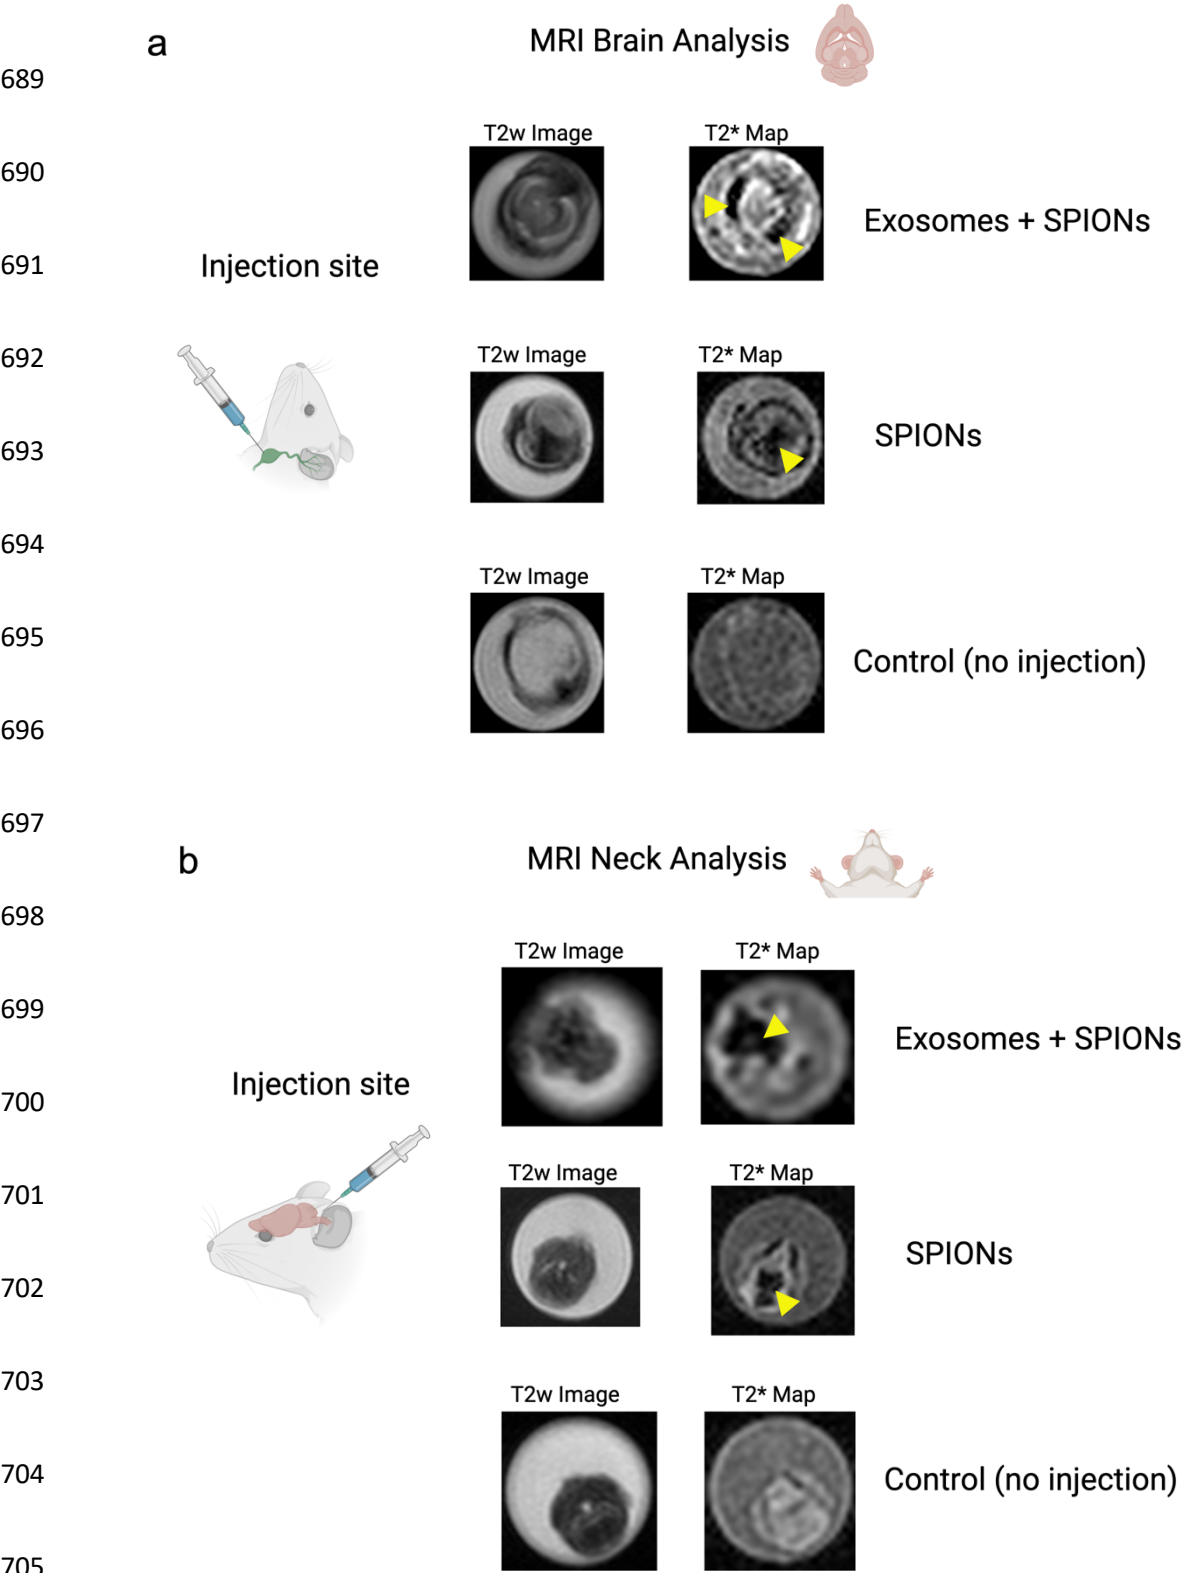 a
MRI Brain Analysis
689
T2w Image
T2* Map
690
Exosomes + SPIONs
691
Injection site
692
T2w Image
T2* Map
SPIONs
693
694
T2w Image
T2* Map
695
Control (no injection)
696
697
b
MRI Neck Analysis
698
T2w Image
T2* Map
699
Exosomes + SPIONs
Injection site
700
T2w Image
T2* Map
701
SPIONs
702
703
T2w Image
T2* Map
704
Control (no injection)
705